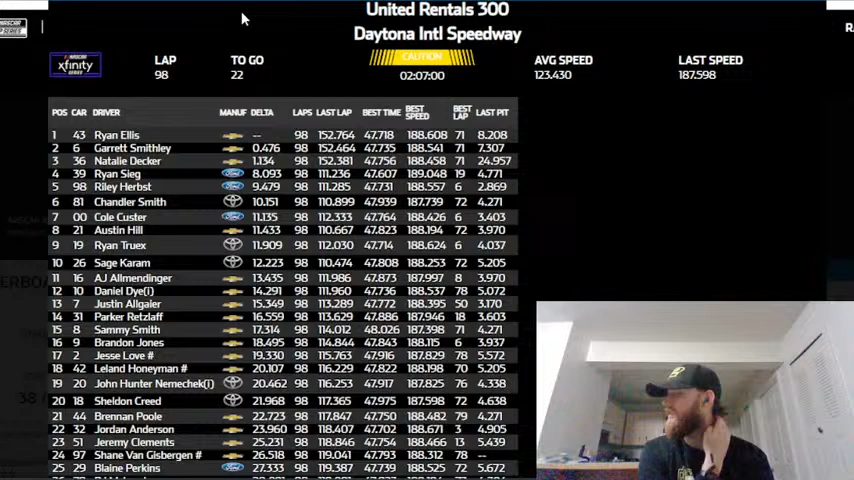 United Rentals 300
Daytona Intl Speedway
NASCAR
xfinity
SERIES
LAP
98
TO GO
22
CAUTION
02:07:00
AVG SPEED
123.430
LAST SPEED
187.598
POS CAR DRIVER MANUF DELTA LAPS LAST LAP BEST TIME BEST SPEED BEST LAP LAST PIT
1 43 Ryan Ellis -- 98 152.764 47.718 188.608 71 8.208
2 6 Garrett Smithley 0.476 98 152.464 47.735 188.541 71 7.307
3 36 Natalie Decker 1.134 98 152.381 47.756 188.458 71 24.957
4 39 Ryan Sieg Ford 8.093 98 111.236 47.607 189.048 19 4.771
5 98 Riley Herbst Ford 9.479 98 111.285 47.731 188.557 6 2.869
6 81 Chandler Smith 10.151 98 110.899 47.939 187.739 72 4.271
7 00 Cole Custer Ford 11.135 98 112.333 47.764 188.426 6 3.403
8 21 Austin Hill 11.433 98 110.667 47.823 188.194 72 3.970
9 19 Ryan Truex 11.909 98 112.030 47.714 188.624 6 4.037
10 26 Sage Karam 12.223 98 110.474 47.808 188.253 72 5.205
11 16 AJ Allmendinger 13.435 98 111.986 47.873 187.997 8 3.970
12 10 Daniel Dye(i) 14.291 98 111.960 47.736 188.537 78 5.072
13 7 Justin Allgaier 15.349 98 113.289 47.772 188.395 50 3.170
14 31 Parker Retzlaff 16.559 98 113.629 47.886 187.946 18 3.603
15 8 Sammy Smith 17.314 98 114.012 48.026 187.398 71 4.271
16 9 Brandon Jones 18.495 98 114.844 47.843 188.115 6 3.937
17 2 Jesse Love # 19.330 98 115.763 47.916 187.829 78 5.572
18 42 Leland Honeyman # 20.107 98 116.229 47.822 188.198 70 5.205
19 20 John Hunter Nemechek(i) 20.462 98 116.253 47.917 187.825 76 4.338
20 18 Sheldon Creed 21.968 98 117.365 47.975 187.598 72 4.638
21 44 Brennan Poole 22.723 98 117.847 47.750 188.482 79 4.271
22 32 Jordan Anderson 23.960 98 118.407 47.702 188.671 3 4.905
23 51 Jeremy Clements 25.231 98 118.846 47.754 188.466 13 5.439
24 97 Shane Van Gisbergen # 26.518 98 119.041 47.793 188.312 78 --
25 29 Blaine Perkins Ford 27.333 98 119.387 47.739 188.525 72 5.672